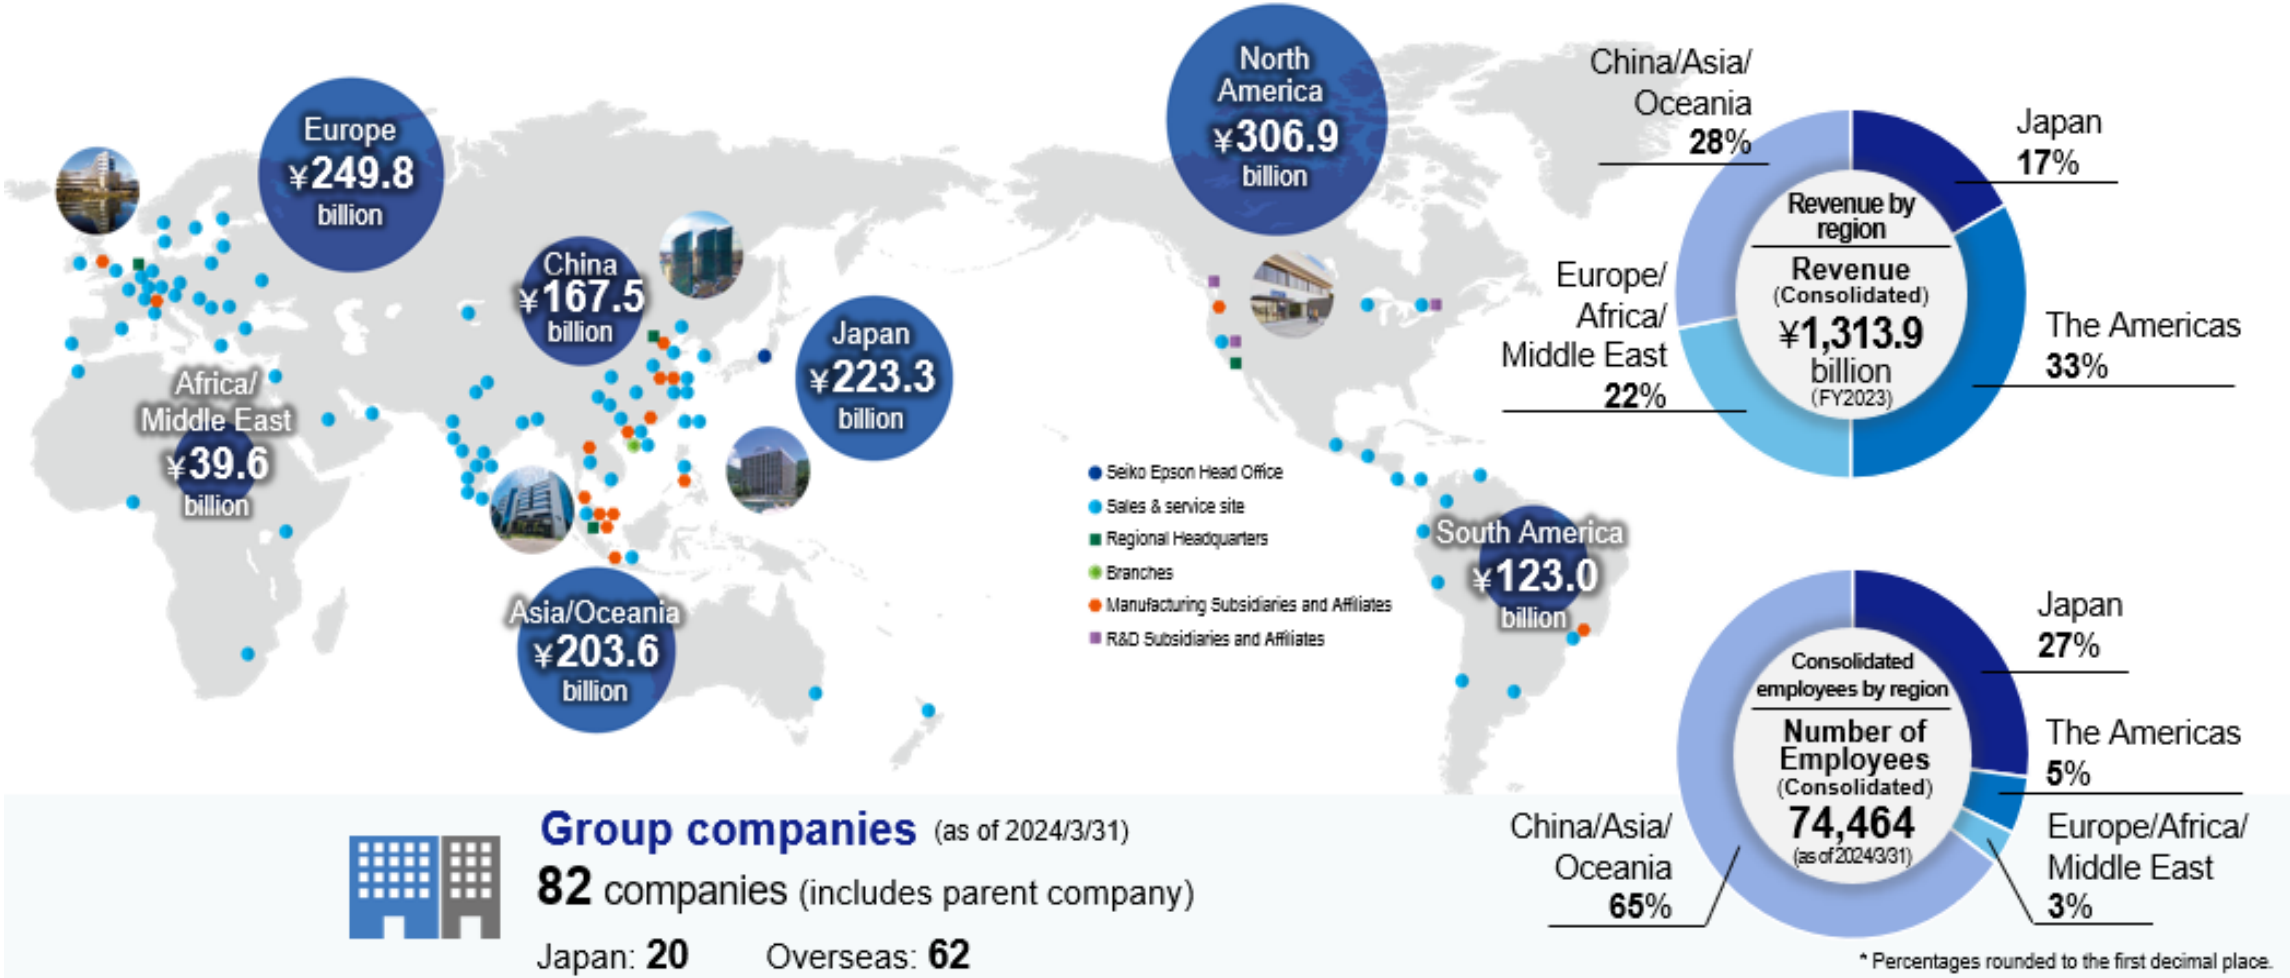 Europe
¥249.8
billion
China
¥167.5
billion
Japan
¥223.3
billion
Africa/
Middle East
¥39.6
billion
Asia/Oceania
¥203.6
billion
North
America
¥306.9
billion
South America
¥123.0
billion
Seiko Epson Head Office
Sales & service site
Regional Headquarters
Branches
Manufacturing Subsidiaries and Affiliates
R&D Subsidiaries and Affiliates
China/Asia/
Oceania
28%
Japan
17%
Europe/
Africa/
Middle East
22%
The Americas
33%
Revenue by
region
Revenue
(Consolidated)
¥1,313.9
billion
(FY2023)
Japan
27%
The Americas
5%
Europe/Africa/
Middle East
3%
China/Asia/
Oceania
65%
Consolidated
employees by region
Number of
Employees
(Consolidated)
74,464
(as of 2024/3/31)
Group companies (as of 2024/3/31)
82 companies (includes parent company)
Japan: 20 Overseas: 62
* Percentages rounded to the first decimal place.